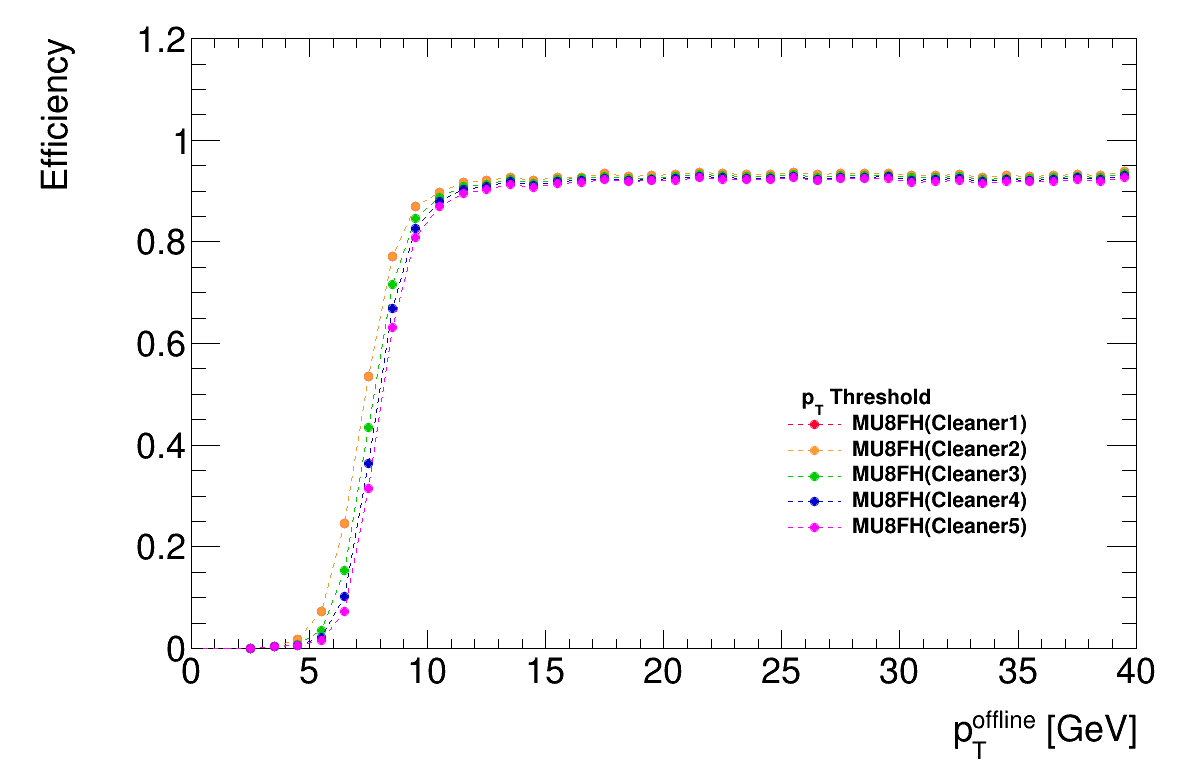 Efficiency
1.2
1
0.8
0.6
0.4
0.2
0
p_T Threshold
MU8FH(Cleaner1)
MU8FH(Cleaner2)
MU8FH(Cleaner3)
MU8FH(Cleaner4)
MU8FH(Cleaner5)
0 5 10 15 20 25 30 35 40
p_T^offline [GeV]